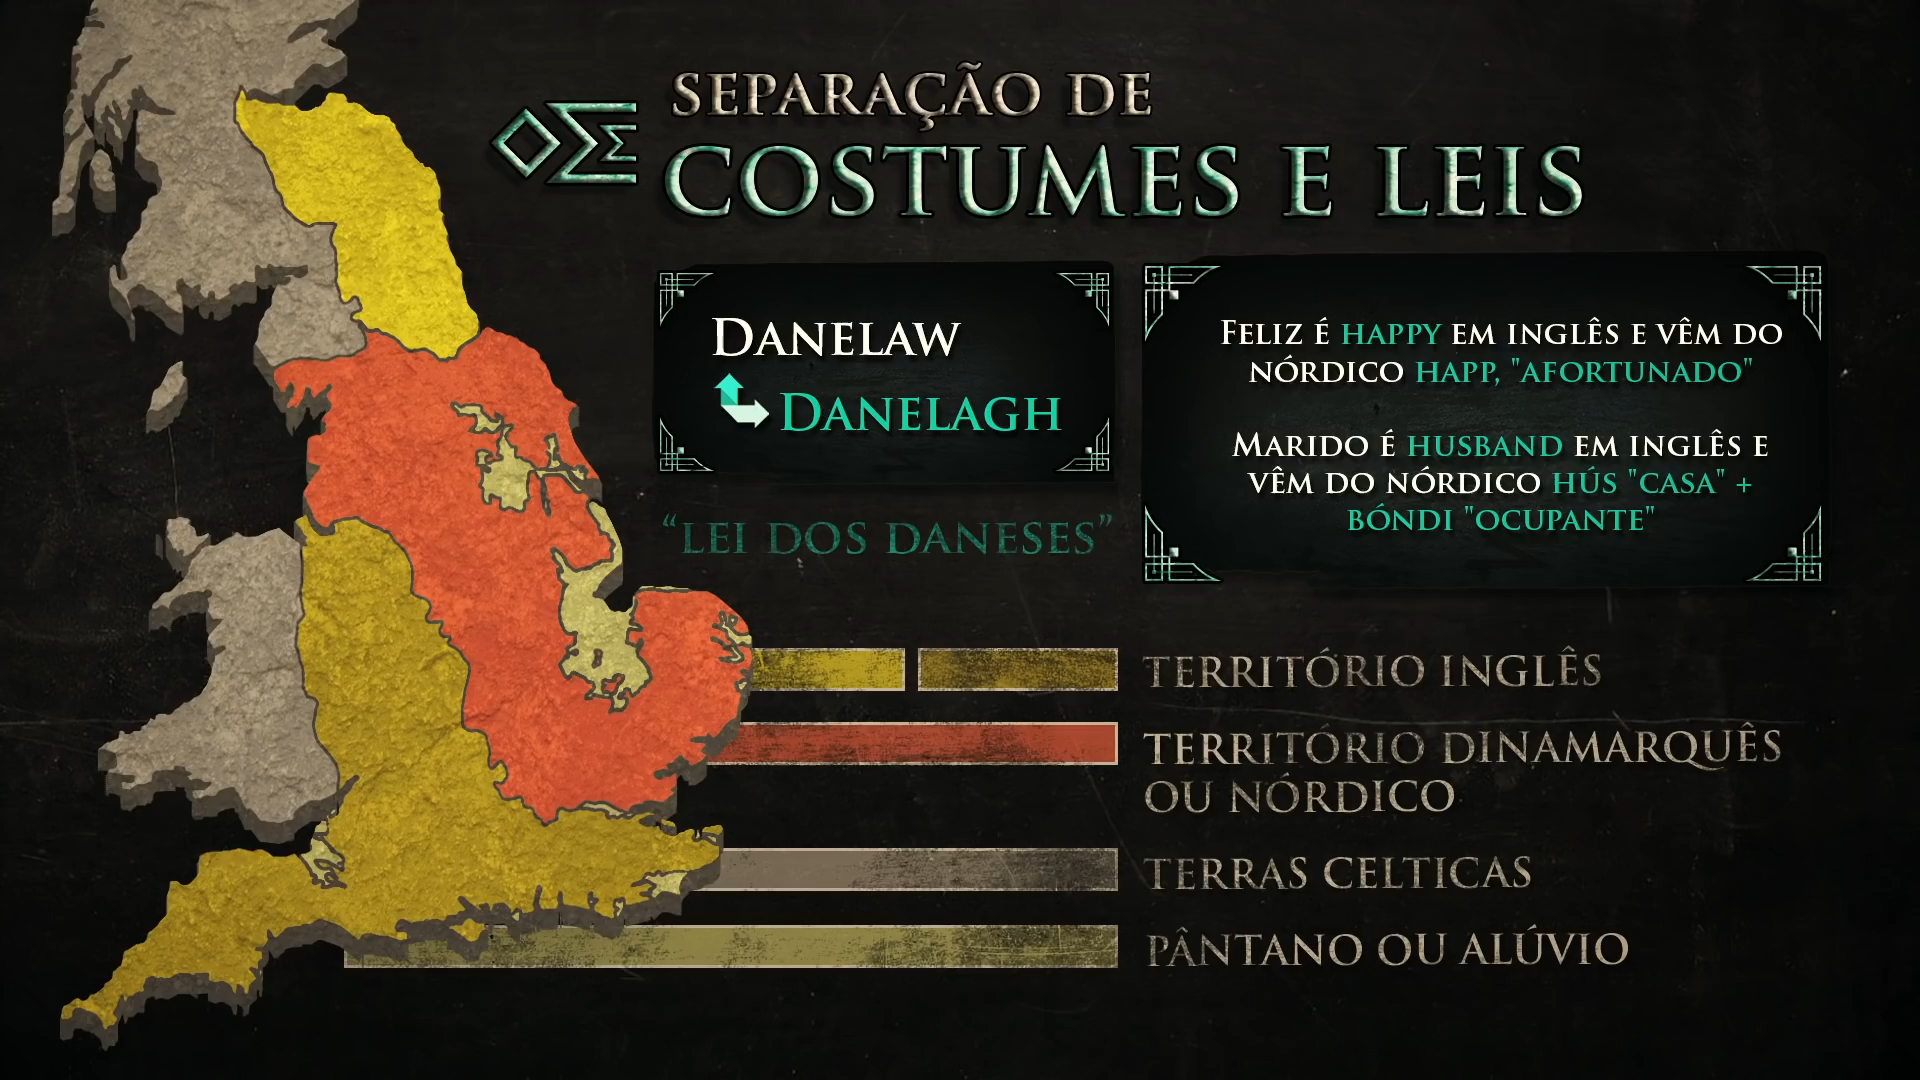 SEPARAÇÃO DE
COSTUMES E LEIS
DANELAW
DANELAGH
"LEI DOS DANESES"
FELIZ É HAPPY EM INGLÊS E VÊM DO
NÓRDICO HAPP, "AFORTUNADO"
MARIDO É HUSBAND EM INGLÊS E
VÊM DO NÓRDICO HÚS "CASA" +
BÓNDI "OCUPANTE"
TERRITÓRIO INGLÊS
TERRITÓRIO DINAMARQUÊS
OU NÓRDICO
TERRAS CELTICAS
PÂNTANO OU ALÚVIO